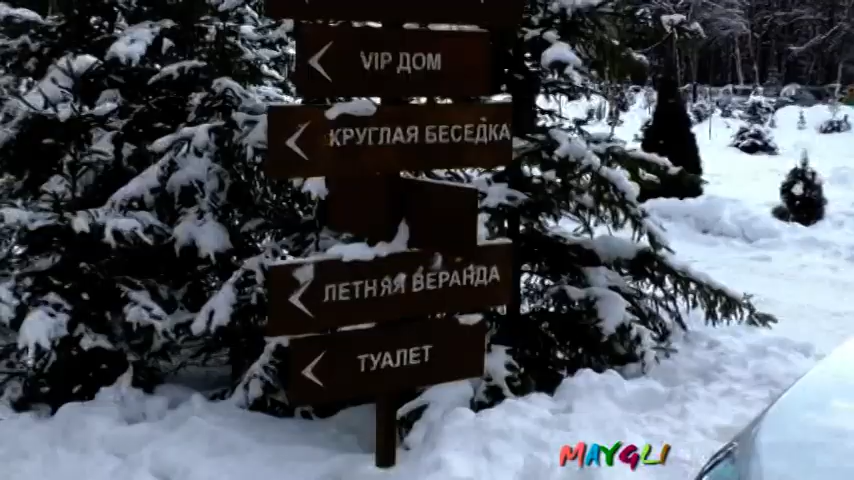 VIP ДОМ
КРУГЛАЯ БЕСЕДКА
ЛЕТНЯЯ ВЕРАНДА
ТУАЛЕТ
MAYGLI